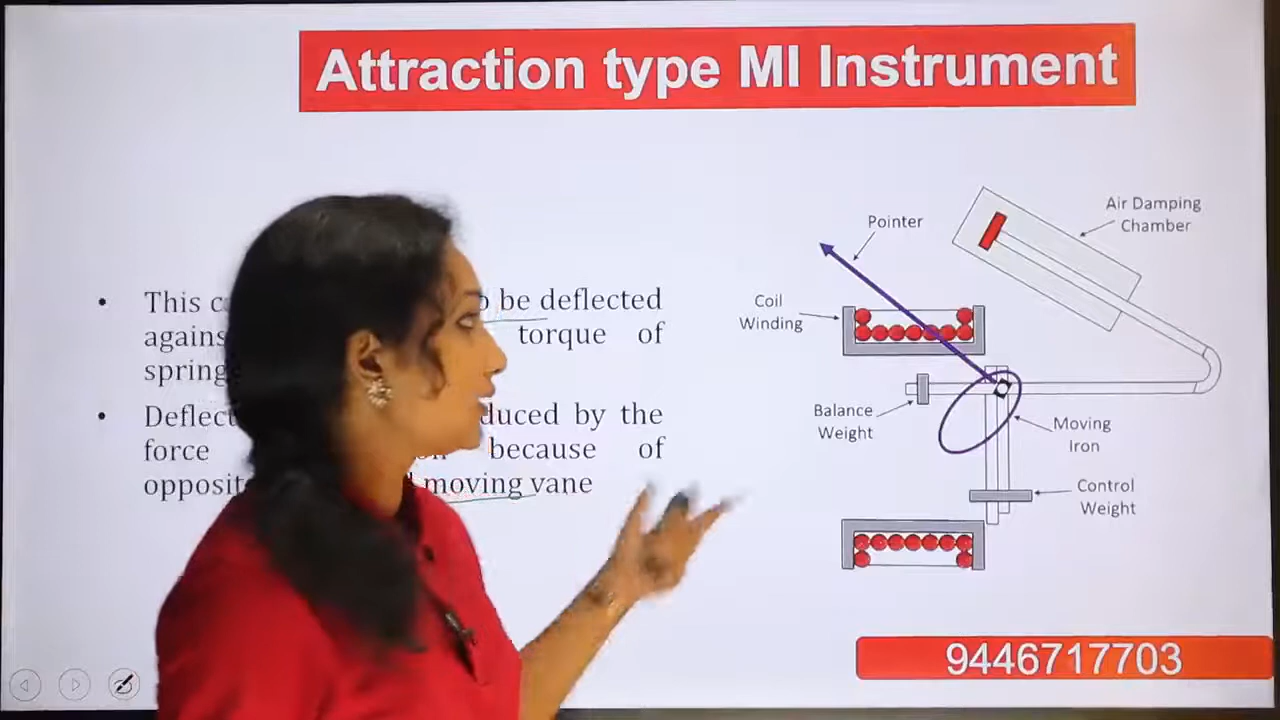 Attraction type MI Instrument
• This be deflected
against torque of
spring
• Deflect duced by the
force because of
opposit moving vane
Pointer
Air Damping
Chamber
Coil
Winding
Balance
Weight
Moving
Iron
Control
Weight
9446717703